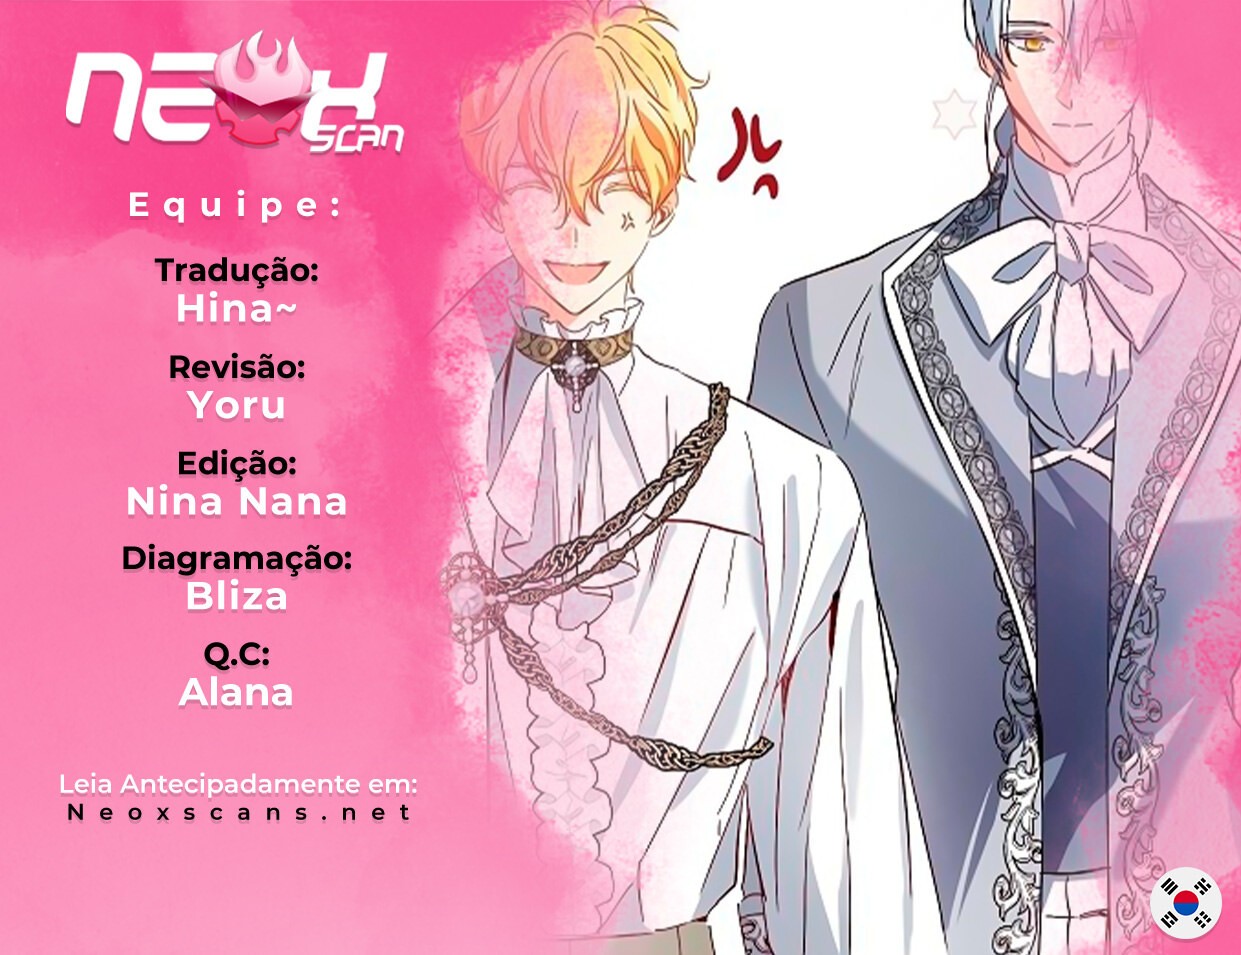 NEOX
SCAN
Equipe:
Tradução:
Hina~
Revisão:
Yoru
Edição:
Nina Nana
Diagramação:
Bliza
Q.C:
Alana
Leia Antecipadamente em:
Neoxscans.net